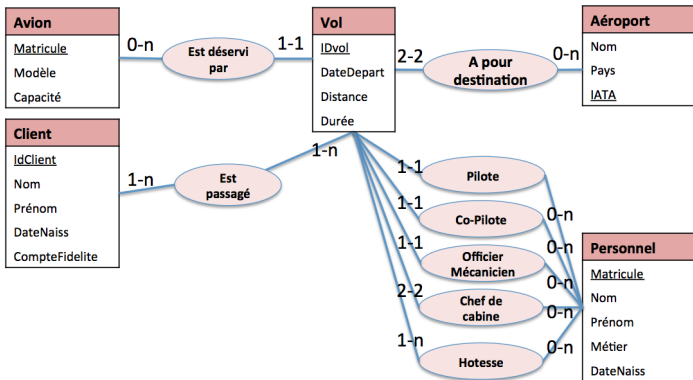 Avion
Matricule
Modèle
Capacité
0-n
Est déservi
par
1-1
Vol
IDvol
DateDepart
Distance
Durée
2-2
A pour
destination
0-n
Aéroport
Nom
Pays
IATA
Client
IdClient
Nom
Prénom
DateNaiss
CompteFidelite
1-n
Est
passagé
1-n
1-1
Pilote
0-n
1-1
Co-Pilote
0-n
1-1
Officier
Mécanicien
0-n
2-2
Chef de
cabine
0-n
1-n
Hotesse
0-n
Personnel
Matricule
Nom
Prénom
Métier
DateNaiss